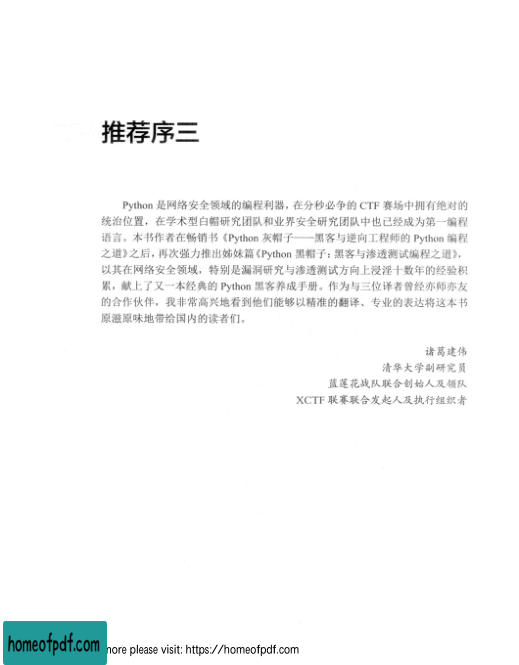 推荐序三
Python 是网络安全领域的编程利器，在分秒必争的 CTF 赛场中拥有绝对的
统治位置，在学术型白帽研究团队和业界安全研究团队中也已经成为第一编程
语言。本书作者在畅销书《Python 灰帽子——黑客与逆向工程师的 Python 编程
之道》之后，再次强力推出姊妹篇《Python 黑帽子：黑客与渗透测试编程之道》，
以其在网络安全领域，特别是漏洞研究与渗透测试方向上浸淫十数年的经验积
累，献上了又一本经典的 Python 黑客养成手册。作为与三位译者曾经亦师亦友
的合作伙伴，我非常高兴地看到他们能够以精准的翻译、专业的表达将这本书
原滋原味地带给国内的读者们。
诸葛建伟
清华大学副研究员
蓝莲花战队联合创始人及领队
XCTF 联赛联合发起人及执行组织者
homeofpdf.com
more please visit: https://homeofpdf.com